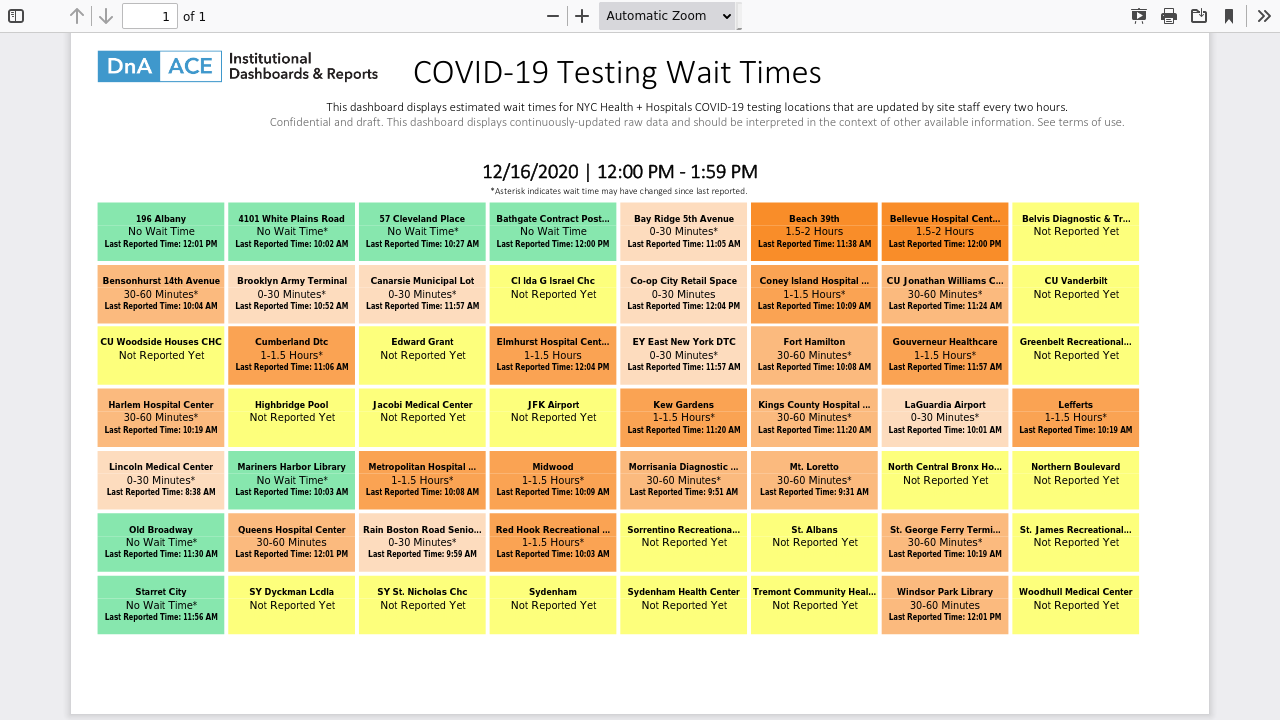 1 of 1
Automatic Zoom
DnA ACE Institutional
Dashboards & Reports
COVID-19 Testing Wait Times
This dashboard displays estimated wait times for NYC Health + Hospitals COVID-19 testing locations that are updated by site staff every two hours.
Confidential and draft. This dashboard displays continuously-updated raw data and should be interpreted in the context of other available information. See terms of use.
12/16/2020 | 12:00 PM - 1:59 PM
*Asterisk indicates wait time may have changed since last reported.
196 Albany
No Wait Time
Last Reported Time: 12:01 PM
4101 White Plains Road
No Wait Time*
Last Reported Time: 10:02 AM
57 Cleveland Place
No Wait Time*
Last Reported Time: 10:27 AM
Bathgate Contract Post...
No Wait Time
Last Reported Time: 12:00 PM
Bay Ridge 5th Avenue
0-30 Minutes*
Last Reported Time: 11:05 AM
Beach 39th
1.5-2 Hours
Last Reported Time: 11:38 AM
Bellevue Hospital Cent...
1.5-2 Hours
Last Reported Time: 12:00 PM
Belvis Diagnostic & Tr...
Not Reported Yet
Bensonhurst 14th Avenue
30-60 Minutes*
Last Reported Time: 10:04 AM
Brooklyn Army Terminal
0-30 Minutes*
Last Reported Time: 10:52 AM
Canarsie Municipal Lot
0-30 Minutes*
Last Reported Time: 11:57 AM
CI Ida G Israel Chc
Not Reported Yet
Co-op City Retail Space
0-30 Minutes
Last Reported Time: 12:04 PM
Coney Island Hospital ...
1-1.5 Hours*
Last Reported Time: 10:09 AM
CU Jonathan Williams C...
30-60 Minutes*
Last Reported Time: 11:24 AM
CU Vanderbilt
Not Reported Yet
CU Woodside Houses CHC
Not Reported Yet
Cumberland Dtc
1-1.5 Hours*
Last Reported Time: 11:06 AM
Edward Grant
Not Reported Yet
Elmhurst Hospital Cent...
1-1.5 Hours
Last Reported Time: 12:04 PM
EY East New York DTC
0-30 Minutes*
Last Reported Time: 11:57 AM
Fort Hamilton
30-60 Minutes*
Last Reported Time: 10:08 AM
Gouverneur Healthcare
1-1.5 Hours*
Last Reported Time: 11:57 AM
Greenbelt Recreational...
Not Reported Yet
Harlem Hospital Center
30-60 Minutes*
Last Reported Time: 10:19 AM
Highbridge Pool
Not Reported Yet
Jacobi Medical Center
Not Reported Yet
JFK Airport
Not Reported Yet
Kew Gardens
1-1.5 Hours*
Last Reported Time: 11:20 AM
Kings County Hospital ...
30-60 Minutes*
Last Reported Time: 11:20 AM
LaGuardia Airport
0-30 Minutes*
Last Reported Time: 10:01 AM
Lefferts
1-1.5 Hours*
Last Reported Time: 10:19 AM
Lincoln Medical Center
0-30 Minutes*
Last Reported Time: 8:38 AM
Mariners Harbor Library
No Wait Time*
Last Reported Time: 10:03 AM
Metropolitan Hospital ...
1-1.5 Hours*
Last Reported Time: 10:08 AM
Midwood
1-1.5 Hours*
Last Reported Time: 10:09 AM
Morrisania Diagnostic ...
30-60 Minutes*
Last Reported Time: 9:51 AM
Mt. Loretto
30-60 Minutes*
Last Reported Time: 9:31 AM
North Central Bronx Ho...
Not Reported Yet
Northern Boulevard
Not Reported Yet
Old Broadway
No Wait Time*
Last Reported Time: 11:30 AM
Queens Hospital Center
30-60 Minutes
Last Reported Time: 12:01 PM
Rain Boston Road Senio...
0-30 Minutes*
Last Reported Time: 9:59 AM
Red Hook Recreational ...
1-1.5 Hours*
Last Reported Time: 10:03 AM
Sorrentino Recreationa...
Not Reported Yet
St. Albans
Not Reported Yet
St. George Ferry Termi...
30-60 Minutes*
Last Reported Time: 10:19 AM
St. James Recreational...
Not Reported Yet
Starret City
No Wait Time*
Last Reported Time: 11:56 AM
SY Dyckman Lcdla
Not Reported Yet
SY St. Nicholas Chc
Not Reported Yet
Sydenham
Not Reported Yet
Sydenham Health Center
Not Reported Yet
Tremont Community Heal...
Not Reported Yet
Windsor Park Library
30-60 Minutes
Last Reported Time: 12:01 PM
Woodhull Medical Center
Not Reported Yet